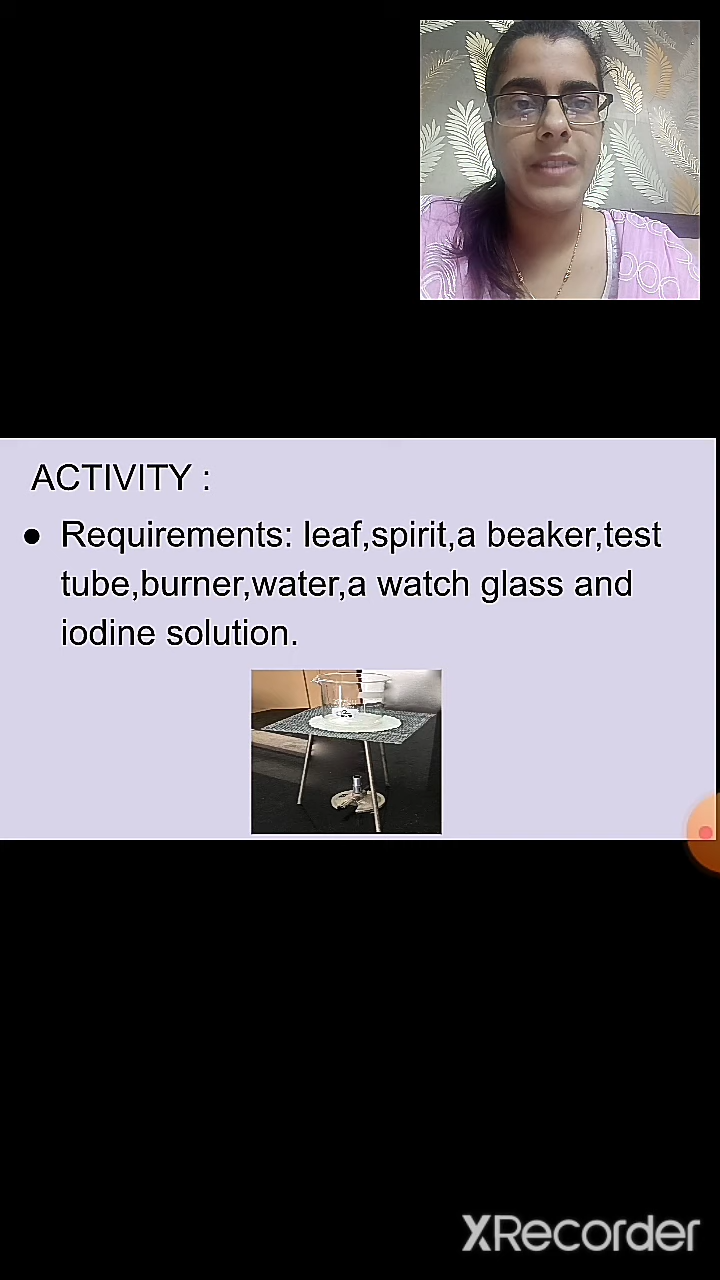 ACTIVITY :
● Requirements: leaf,spirit,a beaker,test
tube,burner,water,a watch glass and
iodine solution.
XRecorder